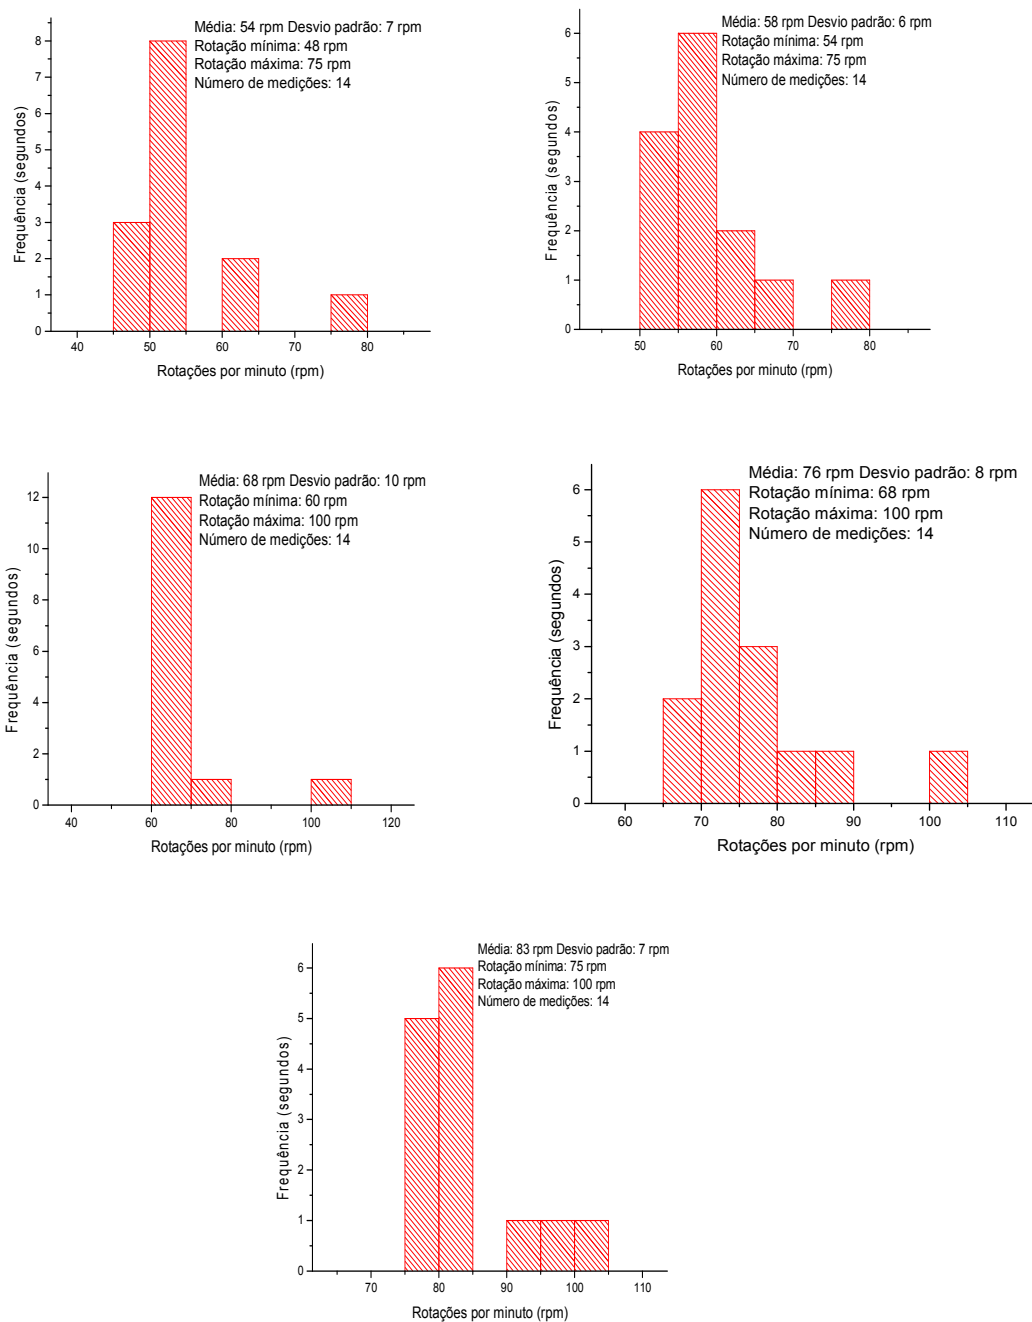 Média: 54 rpm Desvio padrão: 7 rpm
Rotação mínima: 48 rpm
Rotação máxima: 75 rpm
Número de medições: 14
Frequência (segundos)
8
7
6
5
4
3
2
1
0
40 50 60 70 80
Rotações por minuto (rpm)
Média: 58 rpm Desvio padrão: 6 rpm
Rotação mínima: 54 rpm
Rotação máxima: 75 rpm
Número de medições: 14
Frequência (segundos)
6
5
4
3
2
1
0
50 60 70 80
Rotações por minuto (rpm)
Média: 68 rpm Desvio padrão: 10 rpm
Rotação mínima: 60 rpm
Rotação máxima: 100 rpm
Número de medições: 14
Frequência (segundos)
12
10
8
6
4
2
0
40 60 80 100 120
Rotações por minuto (rpm)
Média: 76 rpm Desvio padrão: 8 rpm
Rotação mínima: 68 rpm
Rotação máxima: 100 rpm
Número de medições: 14
Frequência (segundos)
6
5
4
3
2
1
0
60 70 80 90 100 110
Rotações por minuto (rpm)
Média: 83 rpm Desvio padrão: 7 rpm
Rotação mínima: 75 rpm
Rotação máxima: 100 rpm
Número de medições: 14
Frequência (segundos)
6
5
4
3
2
1
0
70 80 90 100 110
Rotações por minuto (rpm)